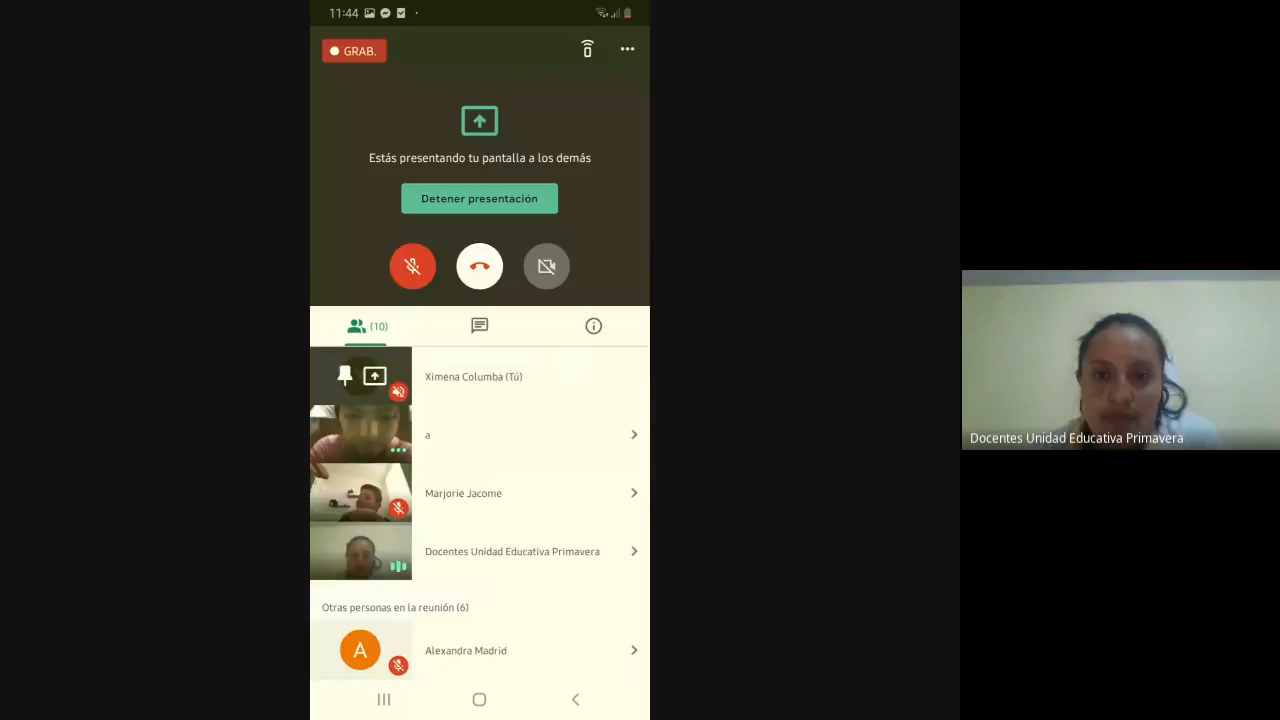 11:44
GRAB.
Estás presentando tu pantalla a los demás
Detener presentación
(10)
Ximena Columba (Tú)
a
Marjorie Jacome
Docentes Unidad Educativa Primavera
Otras personas en la reunión (6)
A
Alexandra Madrid
Docentes Unidad Educativa Primavera